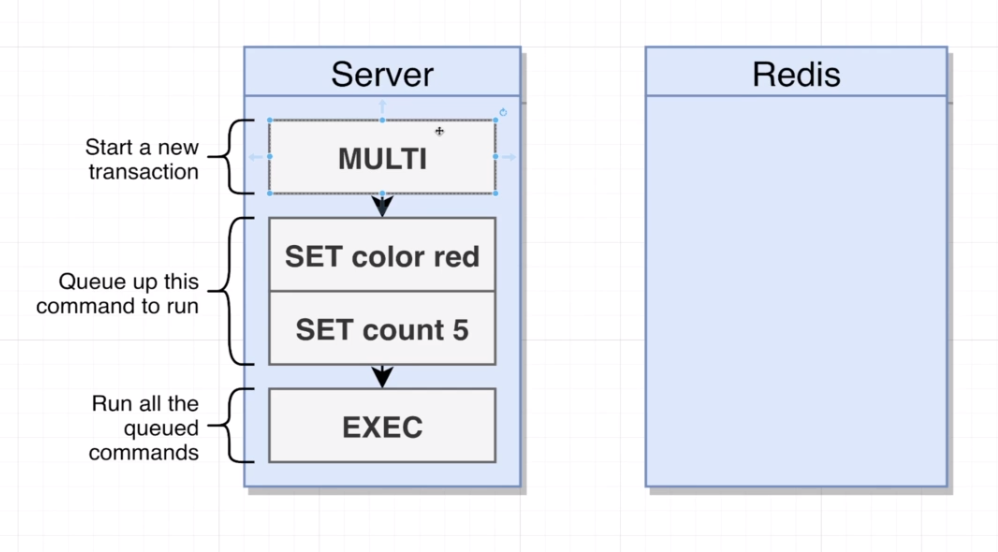 Server
Redis
Start a new
transaction
MULTI
Queue up this
command to run
SET color red
SET count 5
Run all the
queued
commands
EXEC